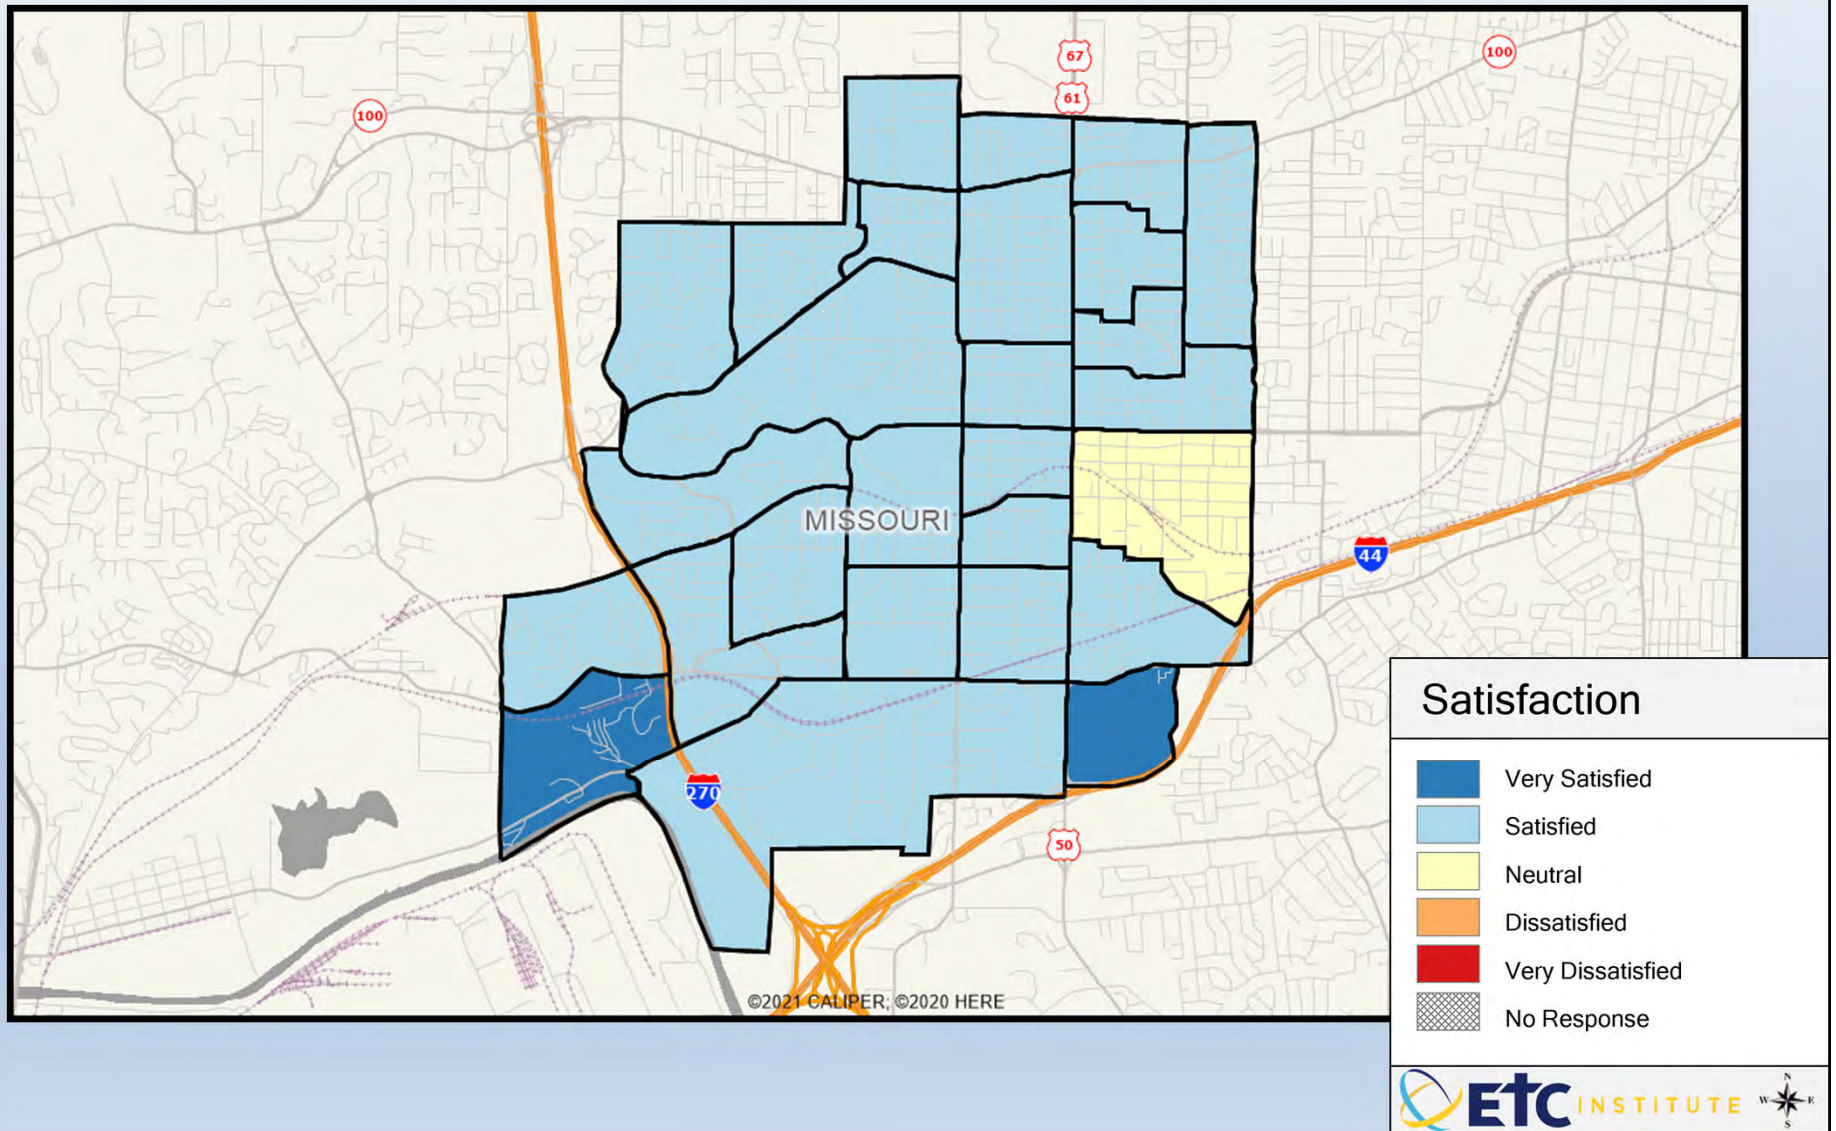 67
100
61
100
MISSOURI
44
270
50
©2021 CALIPER; ©2020 HERE
Satisfaction
Very Satisfied
Satisfied
Neutral
Dissatisfied
Very Dissatisfied
No Response
ETC INSTITUTE
N
W E
S